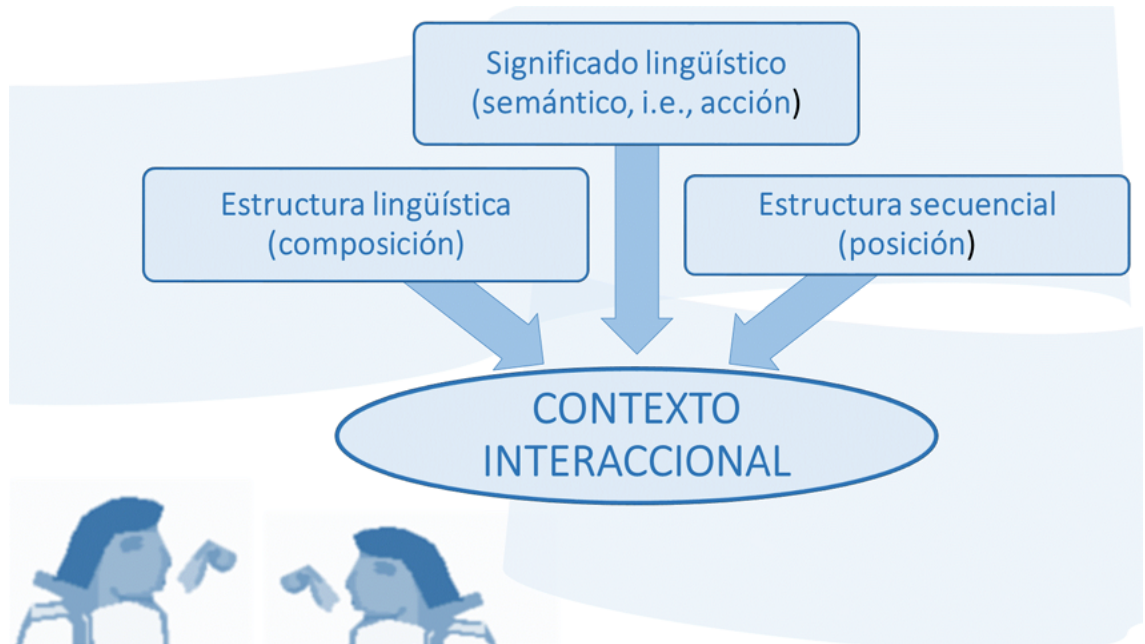 Significado lingüístico
(semántico, i.e., acción)
Estructura lingüística
(composición)
Estructura secuencial
(posición)
CONTEXTO
INTERACCIONAL